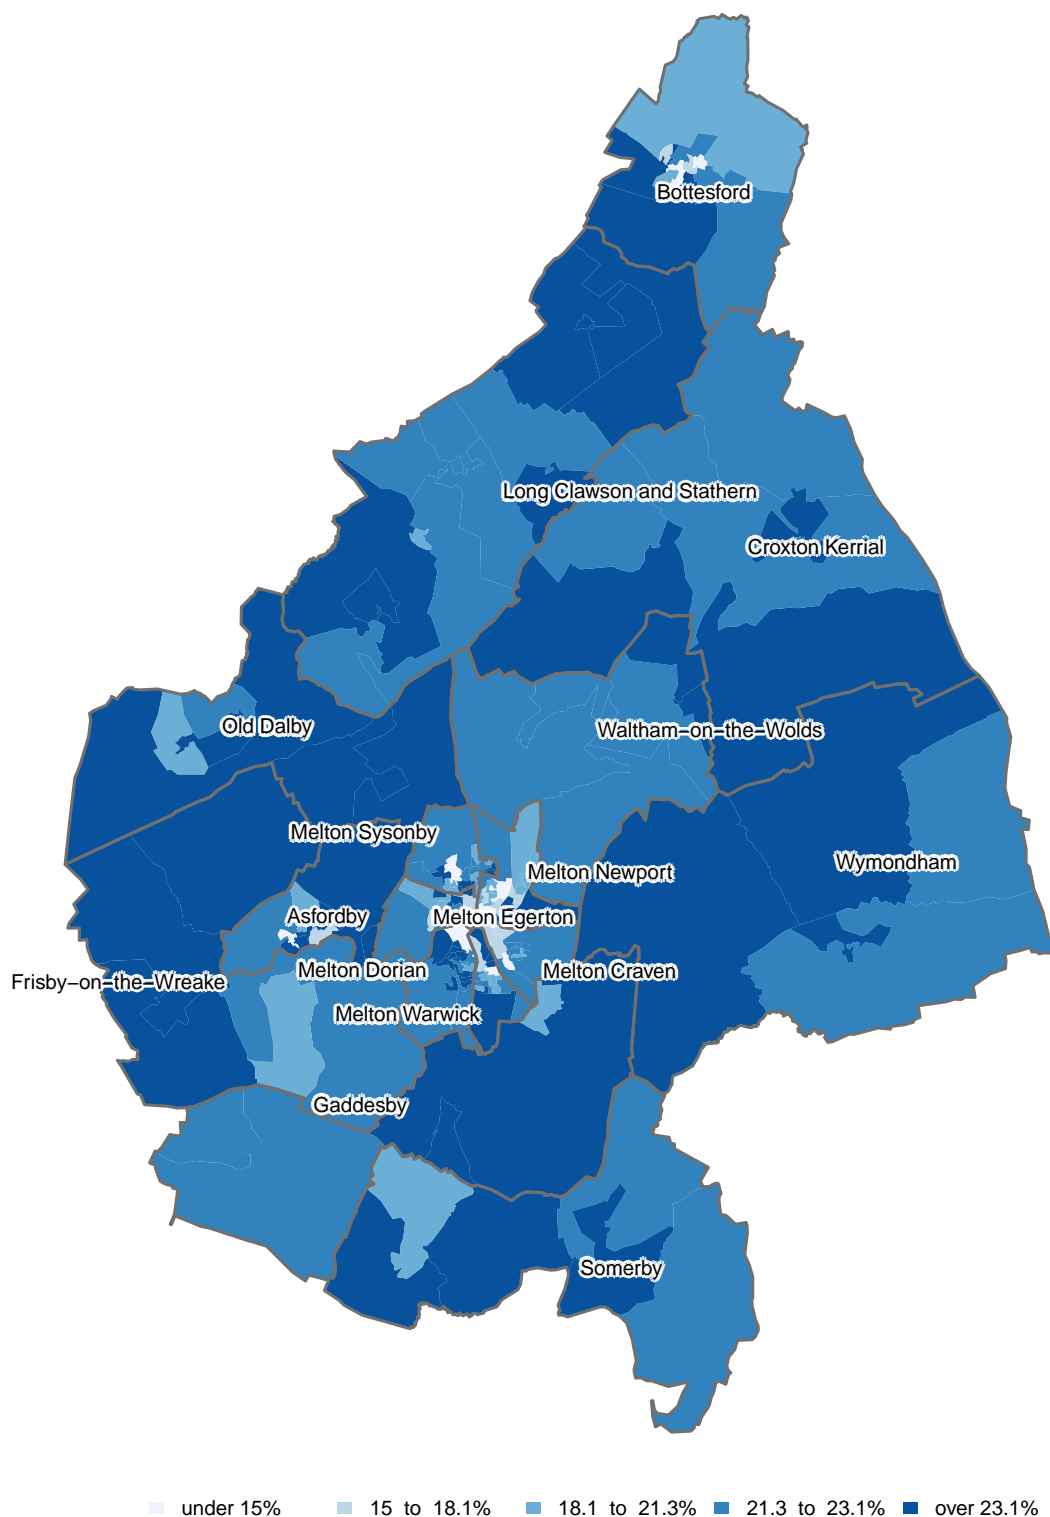 Bottesford
Long Clawson and Stathern
Croxton Kerrial
Old Dalby
Waltham−on−the−Wolds
Melton Sysonby
Wymondham
Melton Newport
Asfordby
Melton Egerton
Melton Dorian
Melton Craven
Frisby−on−the−Wreake
Melton Warwick
Gaddesby
Somerby
under 15%
15 to 18.1%
18.1 to 21.3%
21.3 to 23.1%
over 23.1%